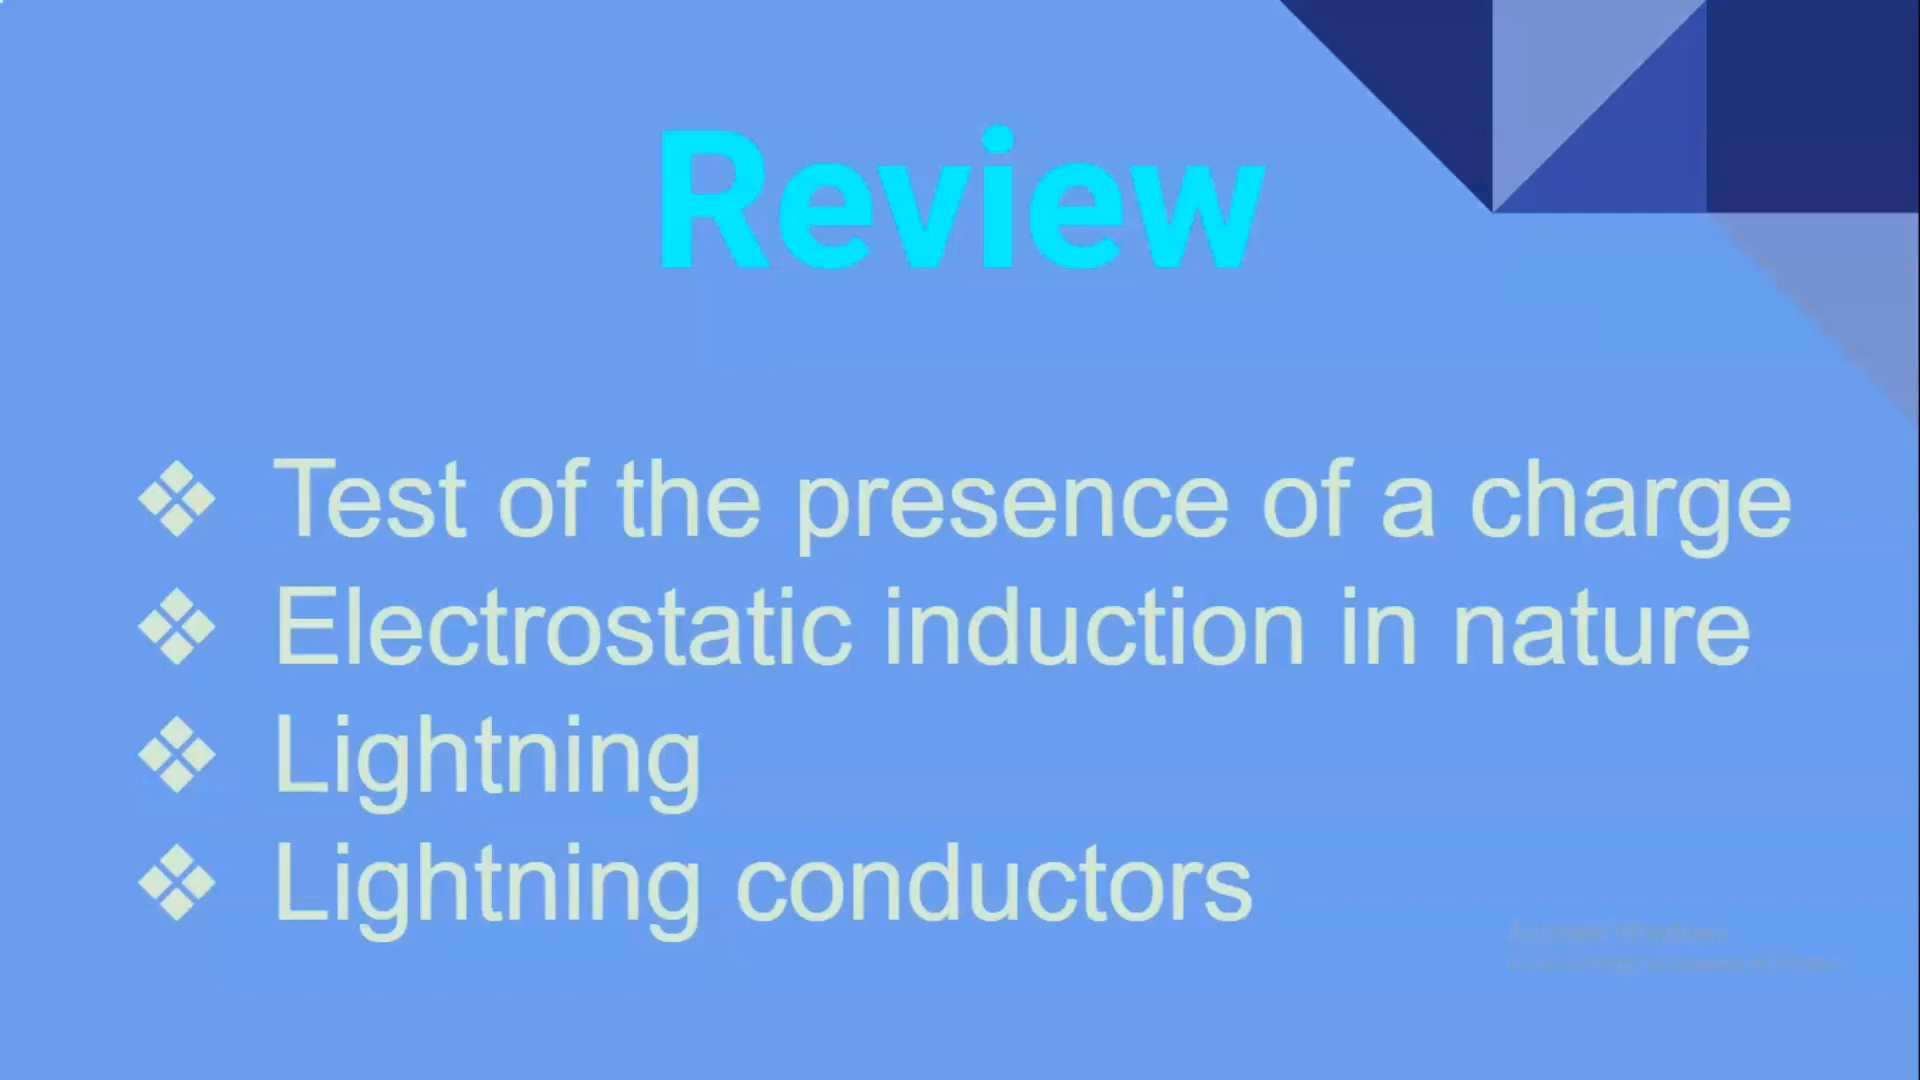 Review
❖ Test of the presence of a charge
❖ Electrostatic induction in nature
❖ Lightning
❖ Lightning conductors